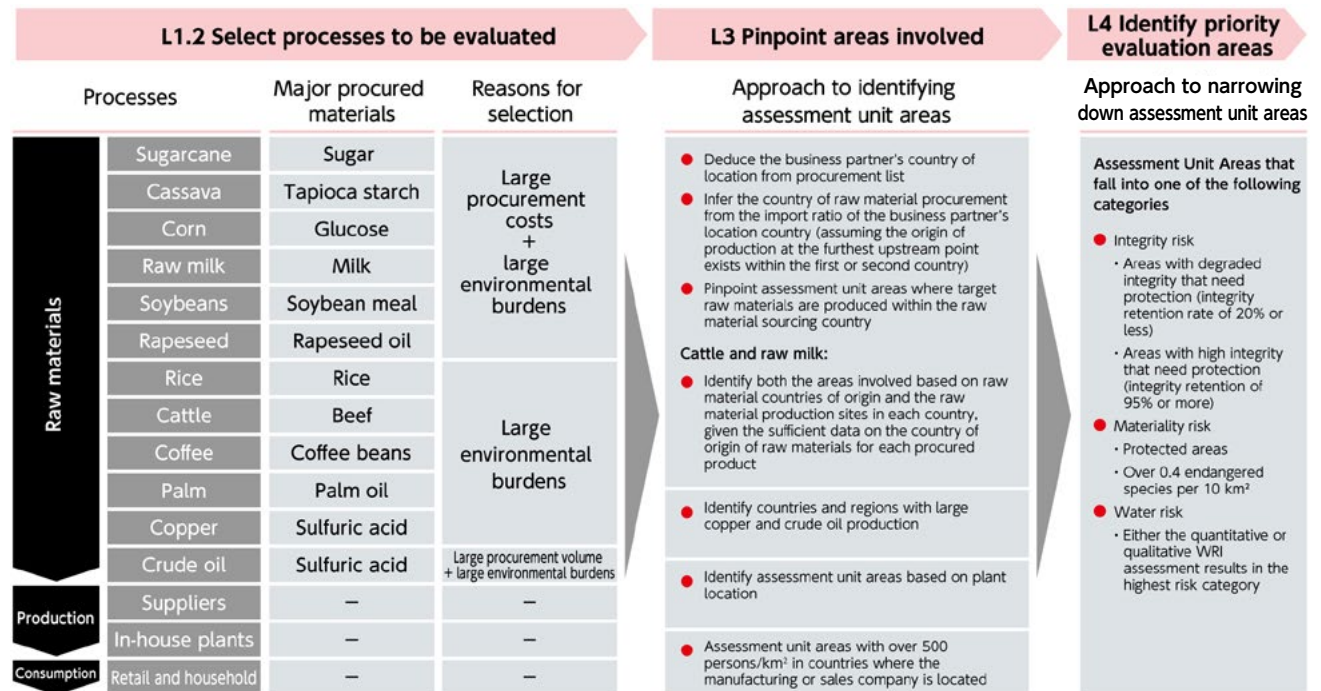 L1.2 Select processes to be evaluated
L3 Pinpoint areas involved
L4 Identify priority
evaluation areas
Processes
Major procured
materials
Reasons for
selection
Approach to identifying
assessment unit areas
Approach to narrowing
down assessment unit areas
Raw materials
Sugarcane
Sugar
Cassava
Tapioca starch
Corn
Glucose
Raw milk
Milk
Soybeans
Soybean meal
Rapeseed
Rapeseed oil
Large
procurement
costs
+
large
environmental
burdens
Rice
Rice
Cattle
Beef
Coffee
Coffee beans
Palm
Palm oil
Copper
Sulfuric acid
Large
environmental
burdens
Crude oil
Sulfuric acid
Large procurement volume
+ large environmental burdens
Production
Suppliers
–
–
In-house plants
–
–
Consumption
Retail and household
–
–
● Deduce the business partner's country of
location from procurement list
● Infer the country of raw material procurement
from the import ratio of the business partner's
location country (assuming the origin of
production at the furthest upstream point
exists within the first or second country)
● Pinpoint assessment unit areas where target
raw materials are produced within the raw
material sourcing country
Cattle and raw milk:
● Identify both the areas involved based on raw
material countries of origin and the raw
material production sites in each country,
given the sufficient data on the country of
origin of raw materials for each procured
product
● Identify countries and regions with large
copper and crude oil production
● Identify assessment unit areas based on plant
location
● Assessment unit areas with over 500
persons/km² in countries where the
manufacturing or sales company is located
Assessment Unit Areas that
fall into one of the following
categories
● Integrity risk
・Areas with degraded
integrity that need
protection (integrity
retention rate of 20% or
less)
・Areas with high integrity
that need protection
(integrity retention of
95% or more)
● Materiality risk
・Protected areas
・Over 0.4 endangered
species per 10 km²
● Water risk
・Either the quantitative or
qualitative WRI
assessment results in the
highest risk category